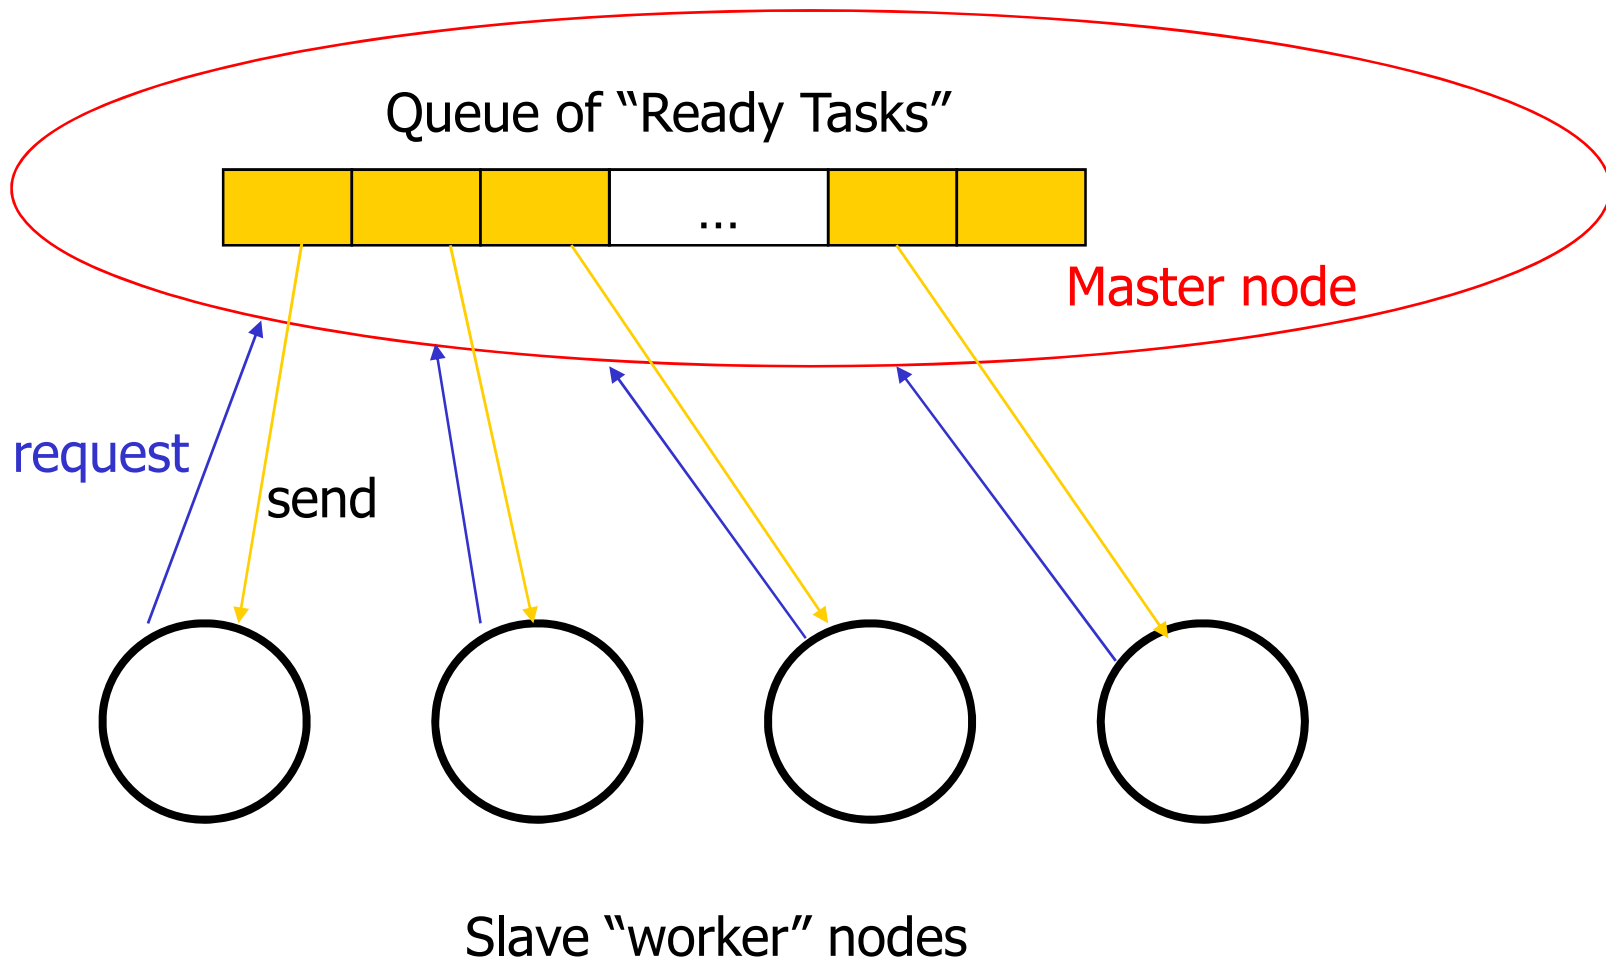 Queue of “Ready Tasks”
...
Master node
request
send
Slave “worker” nodes